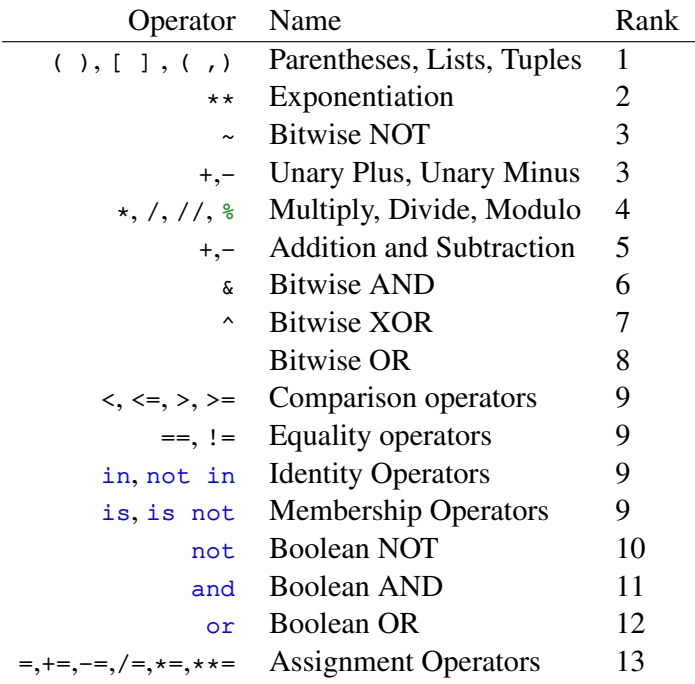 Operator Name Rank
( ), [ ], ( ,) Parentheses, Lists, Tuples 1
** Exponentiation 2
~ Bitwise NOT 3
+,- Unary Plus, Unary Minus 3
*, /, //, % Multiply, Divide, Modulo 4
+,- Addition and Subtraction 5
& Bitwise AND 6
^ Bitwise XOR 7
Bitwise OR 8
<, <=, >, >= Comparison operators 9
==, != Equality operators 9
in, not in Identity Operators 9
is, is not Membership Operators 9
not Boolean NOT 10
and Boolean AND 11
or Boolean OR 12
=,+=,-=,/=,*=,**= Assignment Operators 13